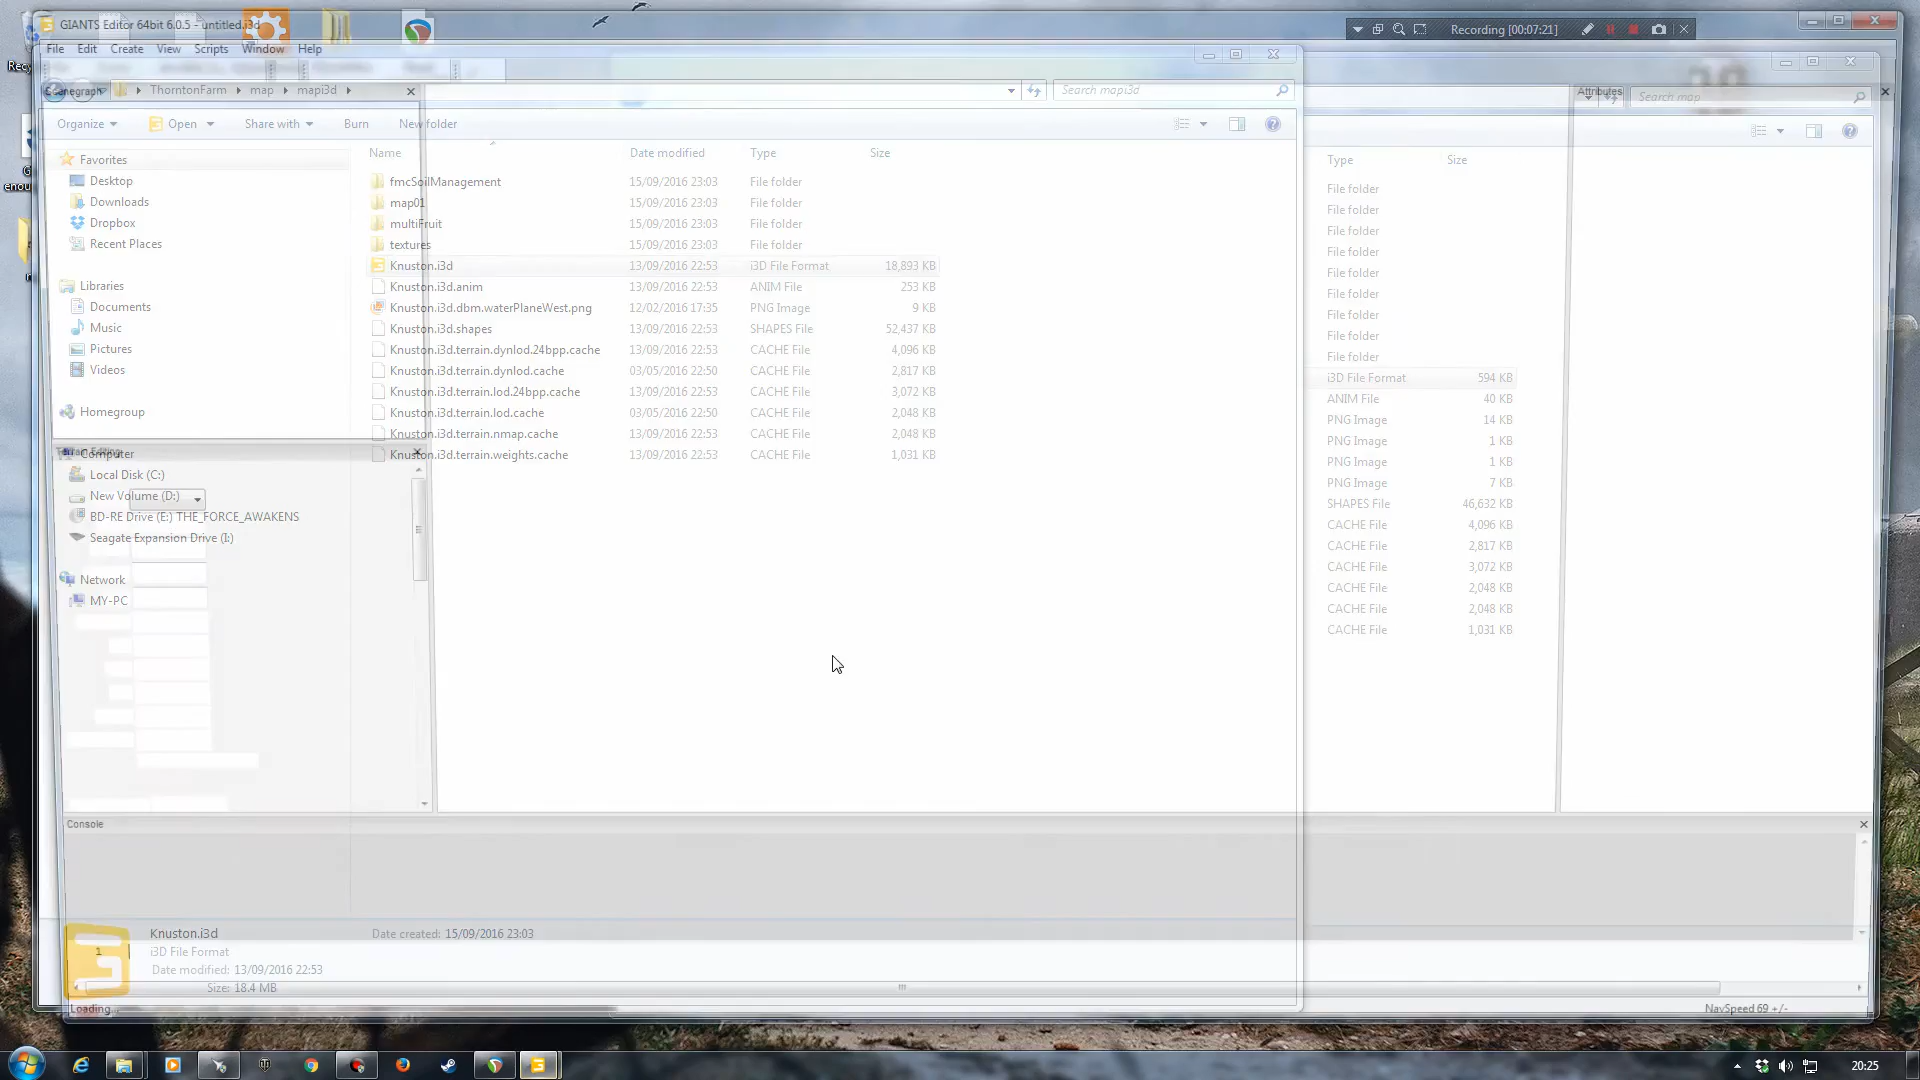 GIANTS Editor 64bit 6.0.5 - untitled.i3d
Recording [00:07:21]
File Edit Create View Scripts Window Help
Scenegraph
ThorntonFarm map mapi3d
Search mapi3d
Attributes
Search map
Organize Open Share with Burn New folder
Name Date modified Type Size
Type Size
Favorites
Desktop
Downloads
Dropbox
Recent Places
Libraries
Documents
Music
Pictures
Videos
Homegroup
Terrain Editing
Computer
Local Disk (C:)
New Volume (D:)
BD-RE Drive (E:) THE_FORCE_AWAKENS
Seagate Expansion Drive (I:)
Network
MY-PC
fmcSoilManagement 15/09/2016 23:03 File folder
map01 15/09/2016 23:03 File folder
multiFruit 15/09/2016 23:03 File folder
textures 15/09/2016 23:03 File folder
Knuston.i3d 13/09/2016 22:53 i3D File Format 18,893 KB
Knuston.i3d.anim 13/09/2016 22:53 ANIM File 253 KB
Knuston.i3d.dbm.waterPlaneWest.png 12/02/2016 17:35 PNG Image 9 KB
Knuston.i3d.shapes 13/09/2016 22:53 SHAPES File 52,437 KB
Knuston.i3d.terrain.dynlod.24bpp.cache 13/09/2016 22:53 CACHE File 4,096 KB
Knuston.i3d.terrain.dynlod.cache 03/05/2016 22:50 CACHE File 2,817 KB
Knuston.i3d.terrain.lod.24bpp.cache 13/09/2016 22:53 CACHE File 3,072 KB
Knuston.i3d.terrain.lod.cache 03/05/2016 22:50 CACHE File 2,048 KB
Knuston.i3d.terrain.nmap.cache 13/09/2016 22:53 CACHE File 2,048 KB
Knuston.i3d.terrain.weights.cache 13/09/2016 22:53 CACHE File 1,031 KB
File folder
File folder
File folder
File folder
File folder
File folder
File folder
File folder
File folder
i3D File Format 594 KB
ANIM File 40 KB
PNG Image 14 KB
PNG Image 1 KB
PNG Image 1 KB
PNG Image 7 KB
SHAPES File 46,632 KB
CACHE File 4,096 KB
CACHE File 2,817 KB
CACHE File 3,072 KB
CACHE File 2,048 KB
CACHE File 2,048 KB
CACHE File 1,031 KB
Console
Knuston.i3d Date created: 15/09/2016 23:03
i3D File Format
Date modified: 13/09/2016 22:53
Size: 18.4 MB
1
Loading...
NavSpeed 69 +/-
20:25